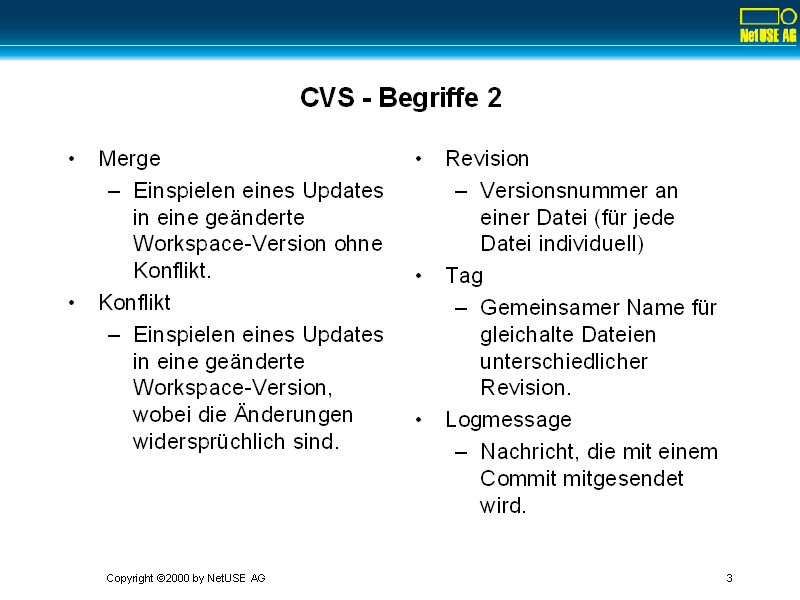 NetUSE AG
CVS - Begriffe 2
• Merge
– Einspielen eines Updates
in eine geänderte
Workspace-Version ohne
Konflikt.
• Konflikt
– Einspielen eines Updates
in eine geänderte
Workspace-Version,
wobei die Änderungen
widersprüchlich sind.
• Revision
– Versionsnummer an
einer Datei (für jede
Datei individuell)
• Tag
– Gemeinsamer Name für
gleichalte Dateien
unterschiedlicher
Revision.
• Logmessage
– Nachricht, die mit einem
Commit mitgesendet
wird.
Copyright ©2000 by NetUSE AG
3